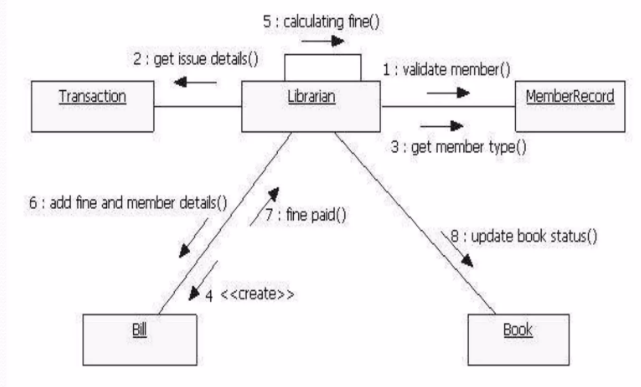 5 : calculating fine()
2 : get issue details()
1 : validate member()
Transaction
Librarian
MemberRecord
3 : get member type()
6 : add fine and member details()
7 : fine paid()
8 : update book status()
4 <<create>>
Bill
Book